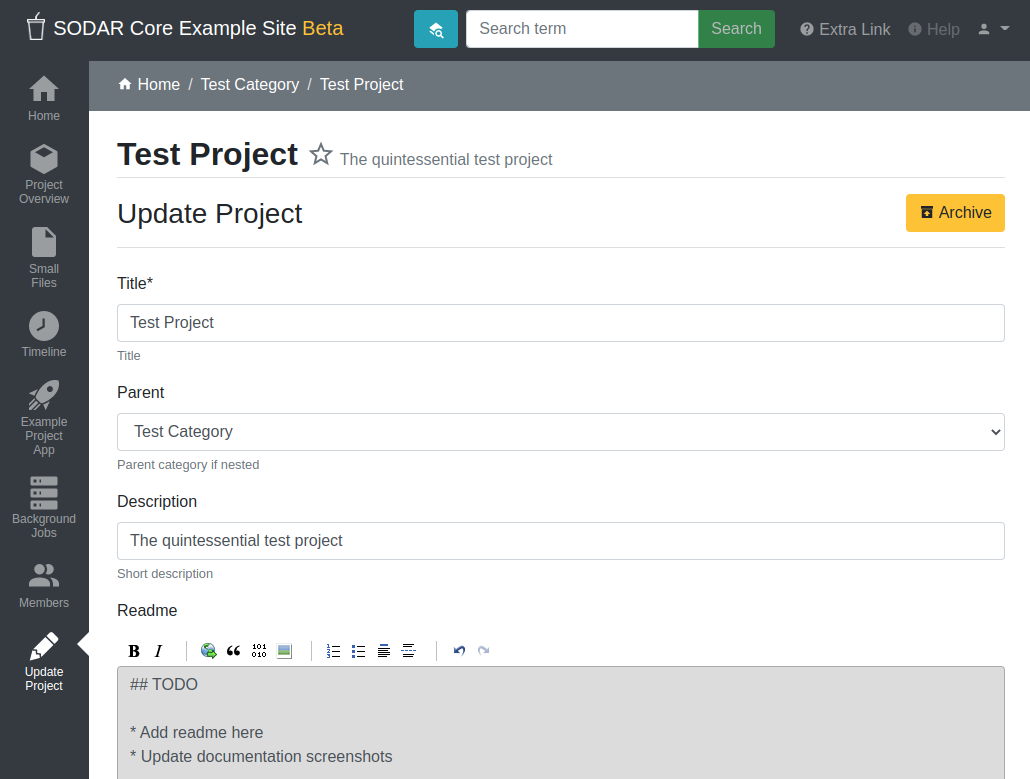 SODAR Core Example Site Beta
Search term
Search
Extra Link
Help
Home / Test Category / Test Project
Home
Project
Overview
Small
Files
Timeline
Example
Project
App
Background
Jobs
Members
Update
Project
Test Project The quintessential test project
Update Project
Archive
Title*
Test Project
Title
Parent
Test Category
Parent category if nested
Description
The quintessential test project
Short description
Readme
B I
## TODO
* Add readme here
* Update documentation screenshots